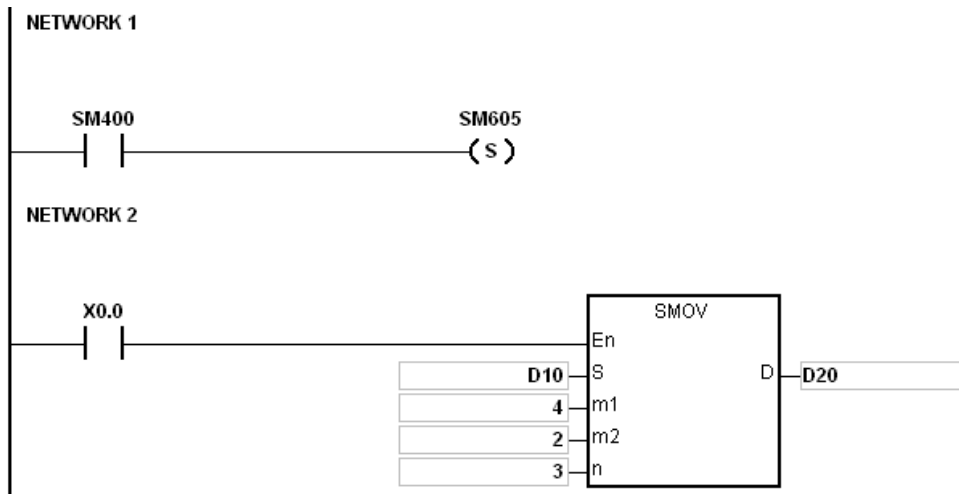 NETWORK 1
SM400 SM605
S
NETWORK 2
X0.0 SMOV
En
D10 S D D20
4 m1
2 m2
3 n